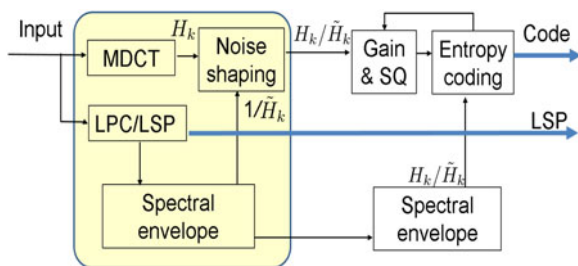 Input
MDCT
H_k
Noise
shaping
H_k/H̃_k
Gain
& SQ
Entropy
coding
Code
LPC/LSP
1/H̃_k
LSP
Spectral
envelope
H_k/H̃_k
Spectral
envelope